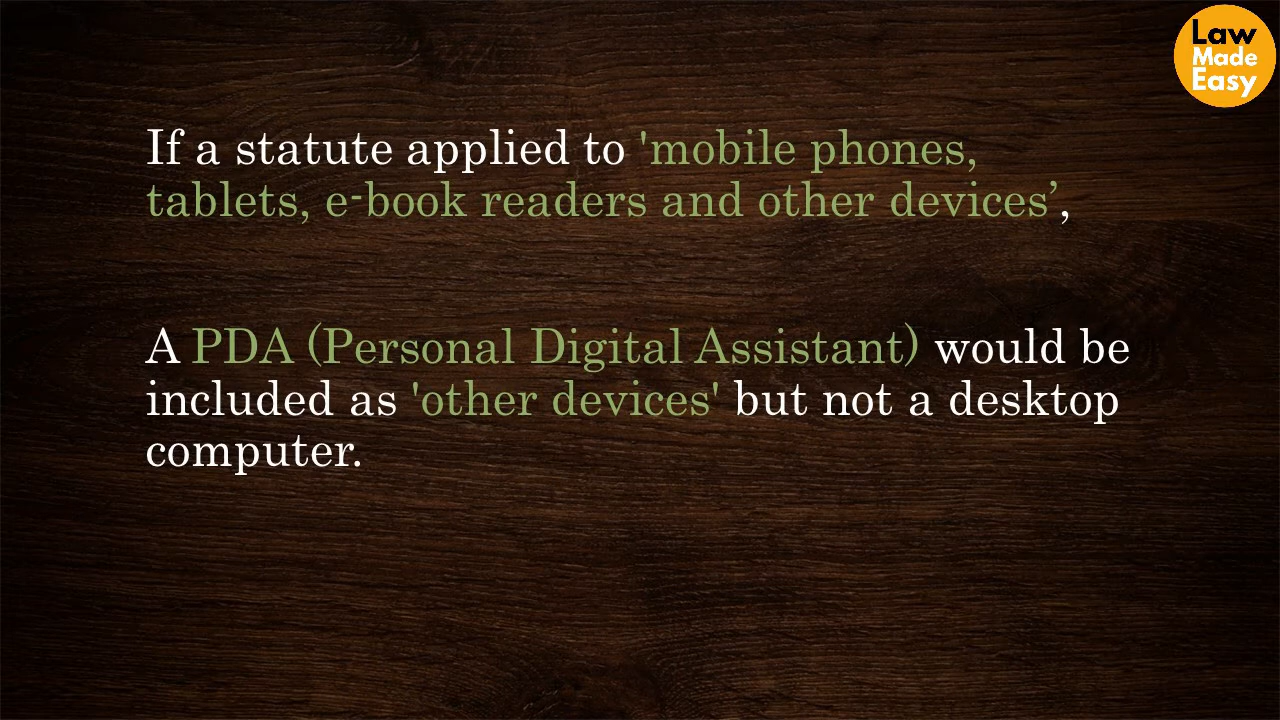 Law
Made
Easy
If a statute applied to 'mobile phones,
tablets, e-book readers and other devices’,
A PDA (Personal Digital Assistant) would be
included as 'other devices' but not a desktop
computer.